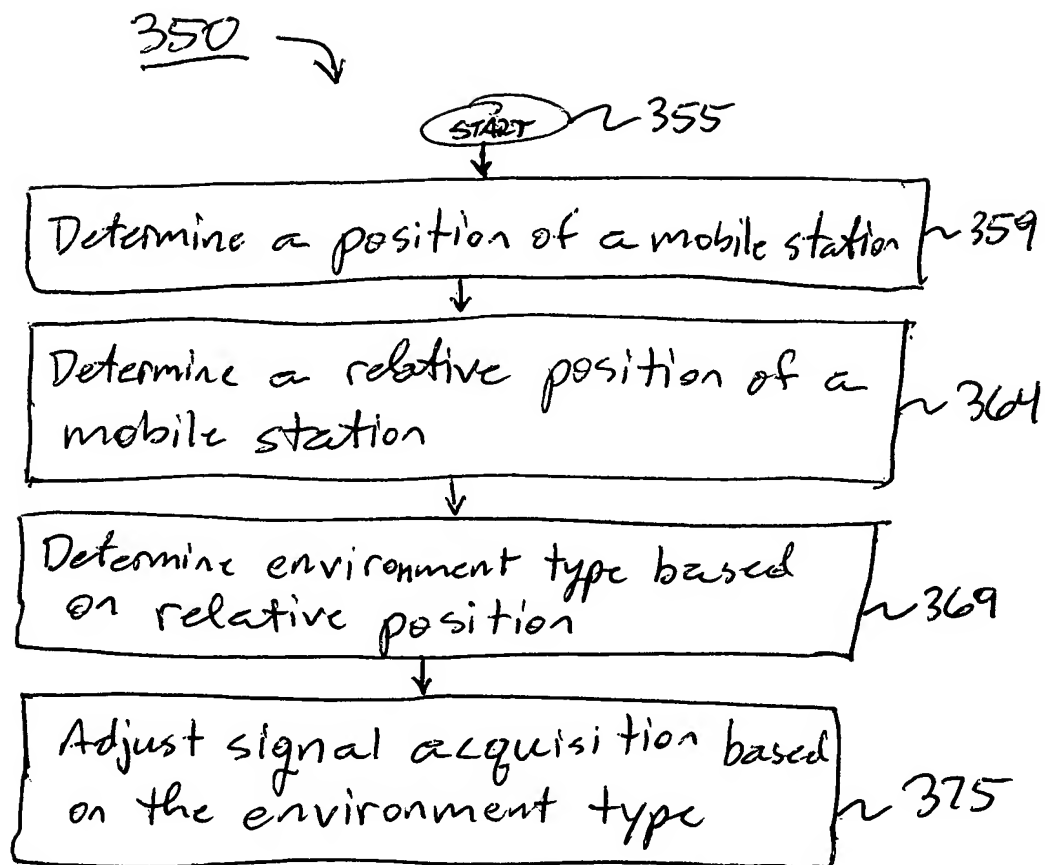 350
START 355
Determine a position of a mobile station 359
Determine a relative position of a
mobile station 364
Determine environment type based
on relative position 369
Adjust signal acquisition based
on the environment type 375